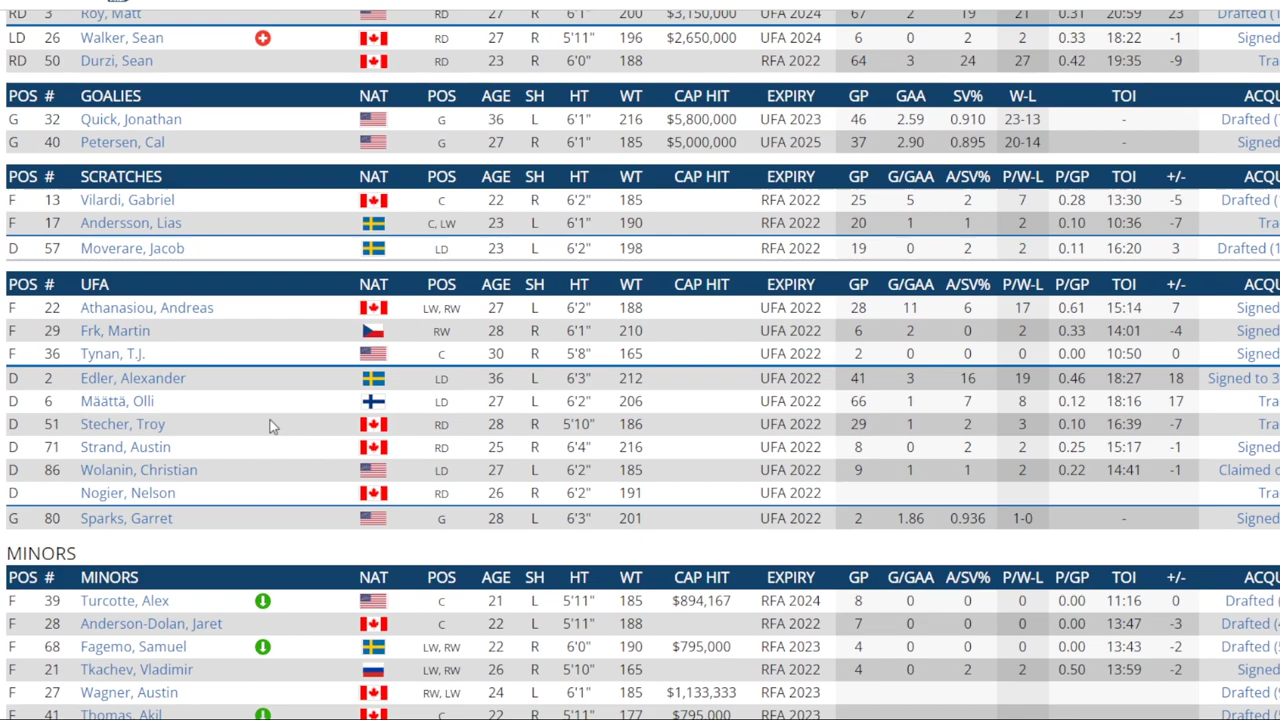 RD 3 Roy, Matt RD 27 6'1" 200 $3,150,000 UFA 2024 67 2 19 21 0.31 20:59 23 Drafted (
LD 26 Walker, Sean RD 27 R 5'11" 196 $2,650,000 UFA 2024 6 0 2 2 0.33 18:22 -1 Signed
RD 50 Durzi, Sean RD 23 R 6'0" 188 RFA 2022 64 3 24 27 0.42 19:35 -9 Tra
POS # GOALIES NAT POS AGE SH HT WT CAP HIT EXPIRY GP GAA SV% W-L TOI ACQU
G 32 Quick, Jonathan G 36 L 6'1" 216 $5,800,000 UFA 2023 46 2.59 0.910 23-13 - Drafted (
G 40 Petersen, Cal G 27 R 6'1" 185 $5,000,000 UFA 2025 37 2.90 0.895 20-14 - Signed
POS # SCRATCHES NAT POS AGE SH HT WT CAP HIT EXPIRY GP G/GAA A/SV% P/W-L P/GP TOI +/- ACQU
F 13 Vilardi, Gabriel C 22 R 6'2" 185 RFA 2022 25 5 2 7 0.28 13:30 -5 Drafted (
F 17 Andersson, Lias C, LW 23 L 6'1" 190 RFA 2022 20 1 1 2 0.10 10:36 -7 Tra
D 57 Moverare, Jacob LD 23 L 6'2" 198 RFA 2022 19 0 2 2 0.11 16:20 3 Drafted (
POS # UFA NAT POS AGE SH HT WT CAP HIT EXPIRY GP G/GAA A/SV% P/W-L P/GP TOI +/- ACQU
F 22 Athanasiou, Andreas LW, RW 27 L 6'2" 188 UFA 2022 28 11 6 17 0.61 15:14 7 Signed
F 29 Frk, Martin RW 28 R 6'1" 210 UFA 2022 6 2 0 2 0.33 14:01 -4 Signed
F 36 Tynan, T.J. C 30 R 5'8" 165 UFA 2022 2 0 0 0 0.00 10:50 0 Signed
D 2 Edler, Alexander LD 36 L 6'3" 212 UFA 2022 41 3 16 19 0.46 18:27 18 Signed to 3
D 6 Määttä, Olli LD 27 L 6'2" 206 UFA 2022 66 1 7 8 0.12 18:16 17 Tra
D 51 Stecher, Troy RD 28 R 5'10" 186 UFA 2022 29 1 2 3 0.10 16:39 -7 Tra
D 71 Strand, Austin RD 25 R 6'4" 216 UFA 2022 8 0 2 2 0.25 15:17 -1 Signed
D 86 Wolanin, Christian LD 27 L 6'2" 185 UFA 2022 9 1 1 2 0.22 14:41 -1 Claimed
D Nogier, Nelson RD 26 R 6'2" 191 UFA 2022 Tra
G 80 Sparks, Garret G 28 L 6'3" 201 UFA 2022 2 1.86 0.936 1-0 - Signed
MINORS
POS # MINORS NAT POS AGE SH HT WT CAP HIT EXPIRY GP G/GAA A/SV% P/W-L P/GP TOI +/- ACQU
F 39 Turcotte, Alex C 21 L 5'11" 185 $894,167 RFA 2024 8 0 0 0 0.00 11:16 0 Drafted (
F 28 Anderson-Dolan, Jaret C 22 L 5'11" 188 RFA 2022 7 0 0 0 0.00 13:47 -3 Drafted (
F 68 Fagemo, Samuel LW, RW 22 R 6'0" 190 $795,000 RFA 2023 4 0 0 0 0.00 13:43 -2 Drafted (
F 21 Tkachev, Vladimir LW, RW 26 R 5'10" 165 RFA 2022 4 0 2 2 0.50 13:59 -2 Signed
F 27 Wagner, Austin RW, LW 24 L 6'1" 185 $1,133,333 RFA 2023 Drafted (
F 41 Thomas, Akil C 22 R 5'11" 177 $795,000 RFA 2023 Drafted (